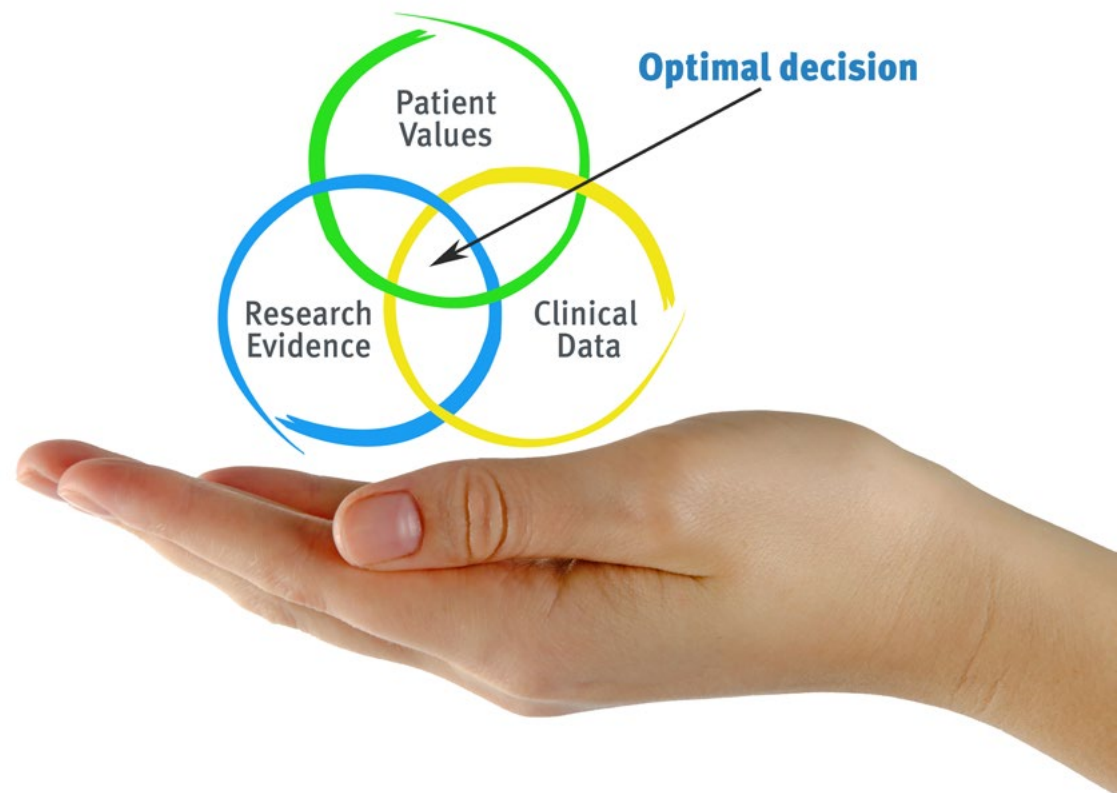 Optimal decision
Patient
Values
Research
Evidence
Clinical
Data